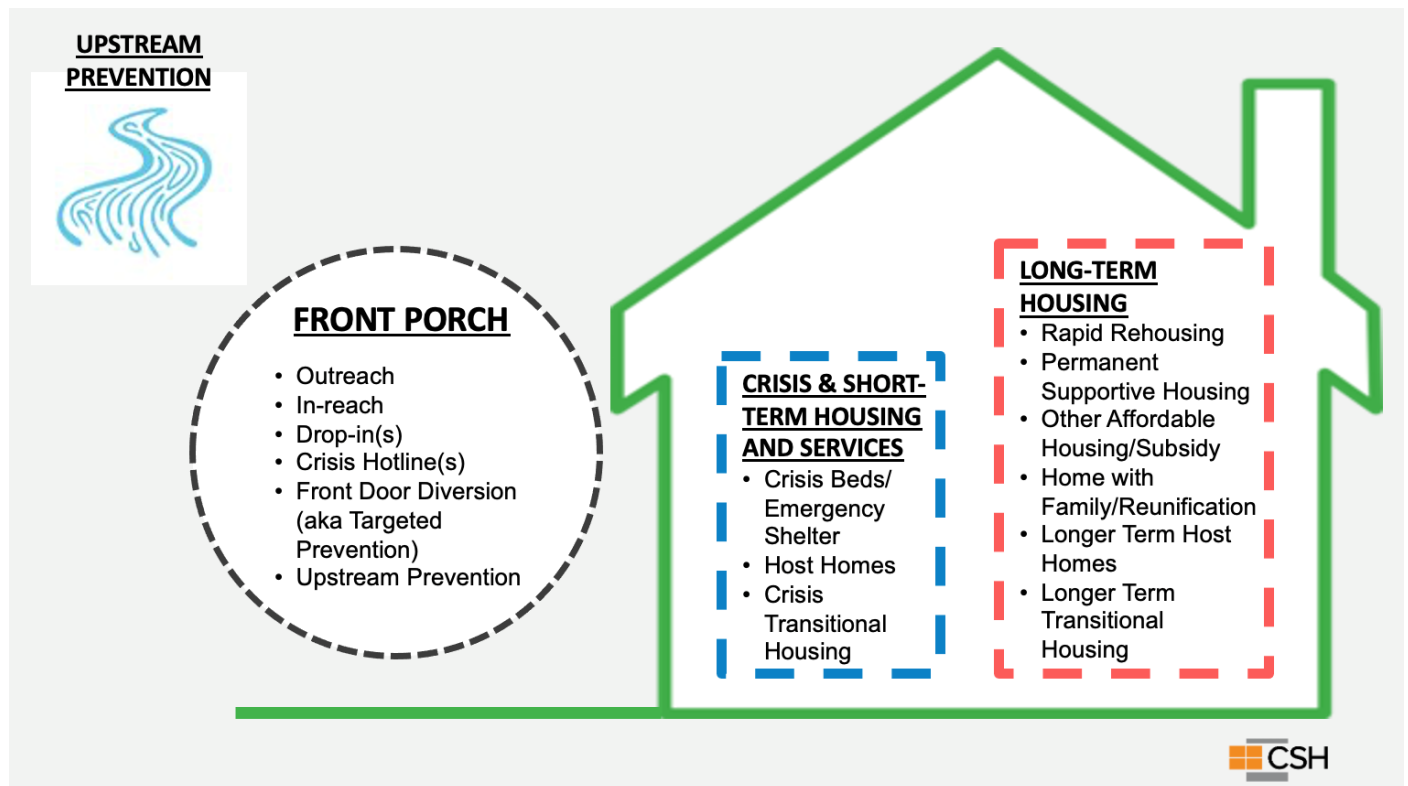 UPSTREAM
PREVENTION
FRONT PORCH
• Outreach
• In-reach
• Drop-in(s)
• Crisis Hotline(s)
• Front Door Diversion
(aka Targeted
Prevention)
• Upstream Prevention
CRISIS & SHORT-
TERM HOUSING
AND SERVICES
• Crisis Beds/
Emergency
Shelter
• Host Homes
• Crisis
Transitional
Housing
LONG-TERM
HOUSING
• Rapid Rehousing
• Permanent
Supportive Housing
• Other Affordable
Housing/Subsidy
• Home with
Family/Reunification
• Longer Term Host
Homes
• Longer Term
Transitional
Housing
CSH